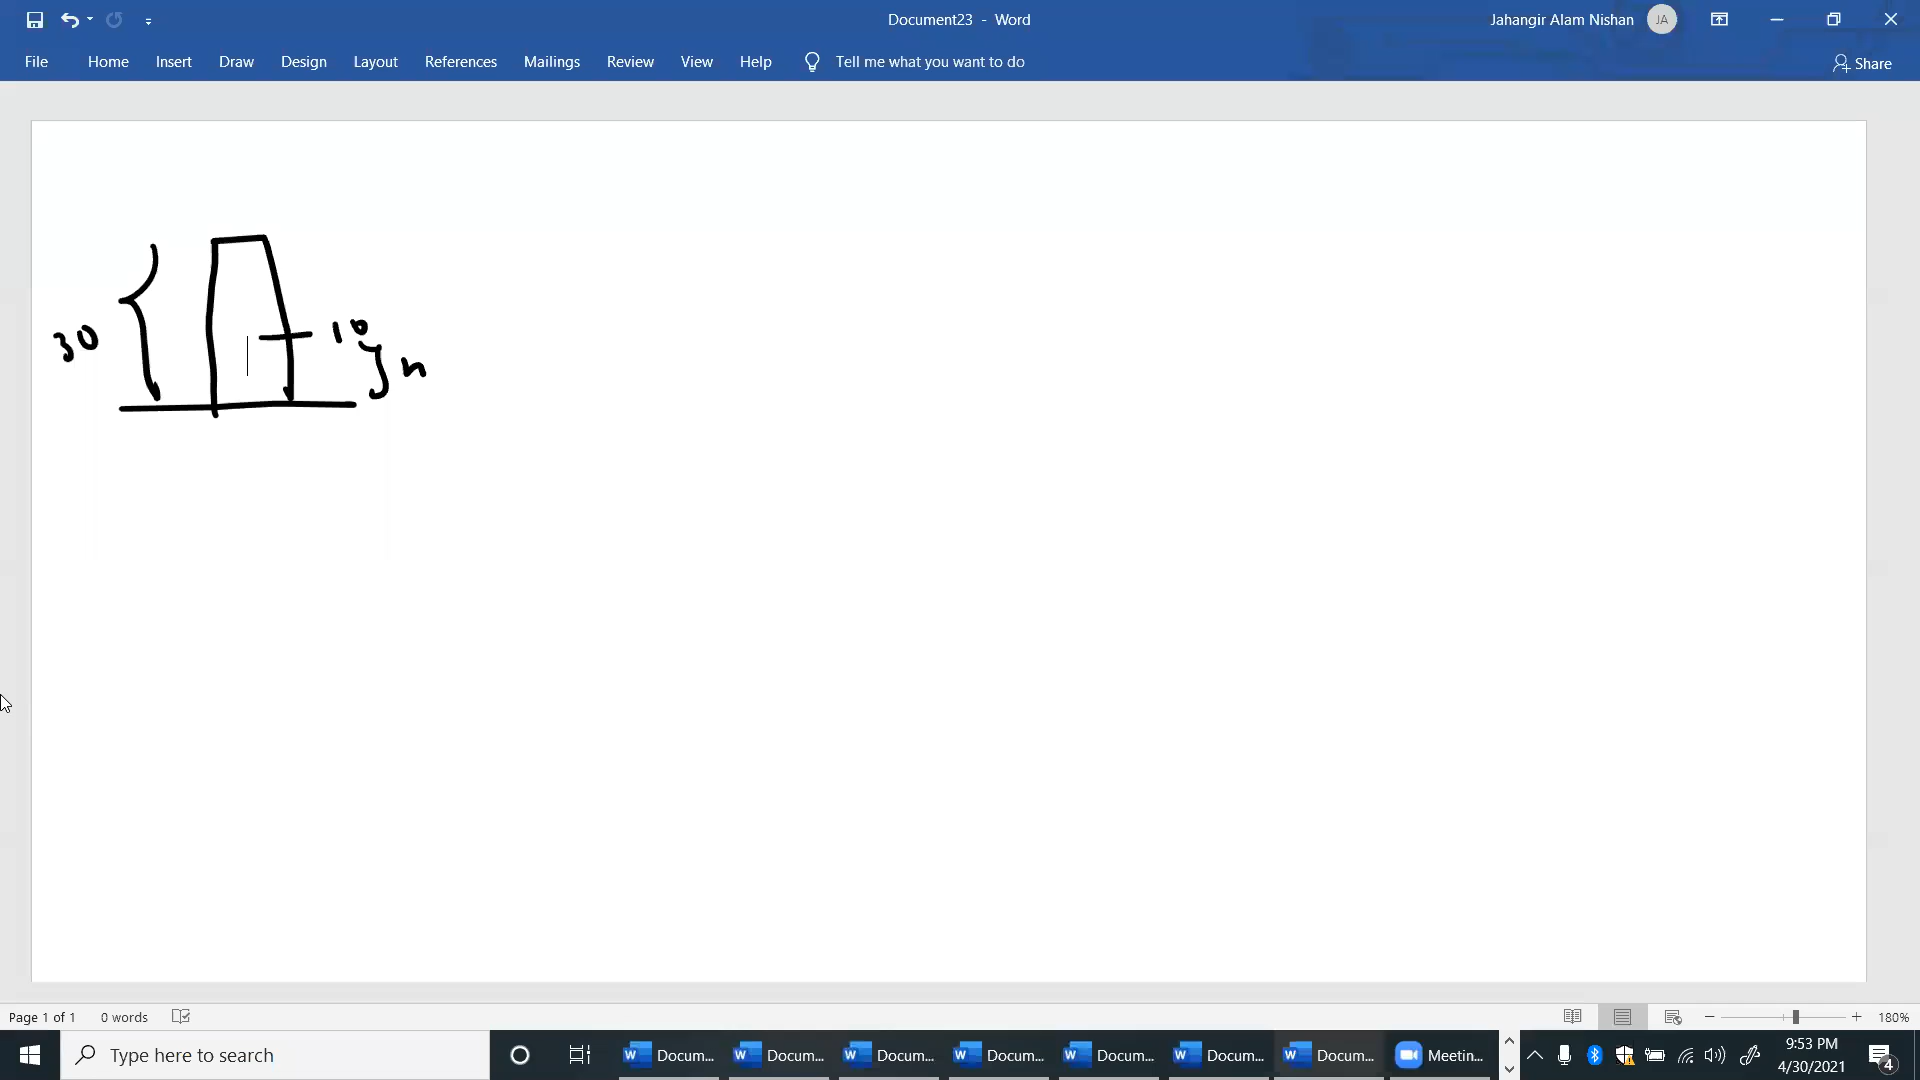 Document23 - Word
Jahangir Alam Nishan
JA
File Home Insert Draw Design Layout References Mailings Review View Help Tell me what you want to do
Share
30
10
n
Page 1 of 1 0 words
180%
Type here to search
Docum... Docum... Docum... Docum... Docum... Docum... Docum... Meetin...
9:53 PM
4/30/2021
4